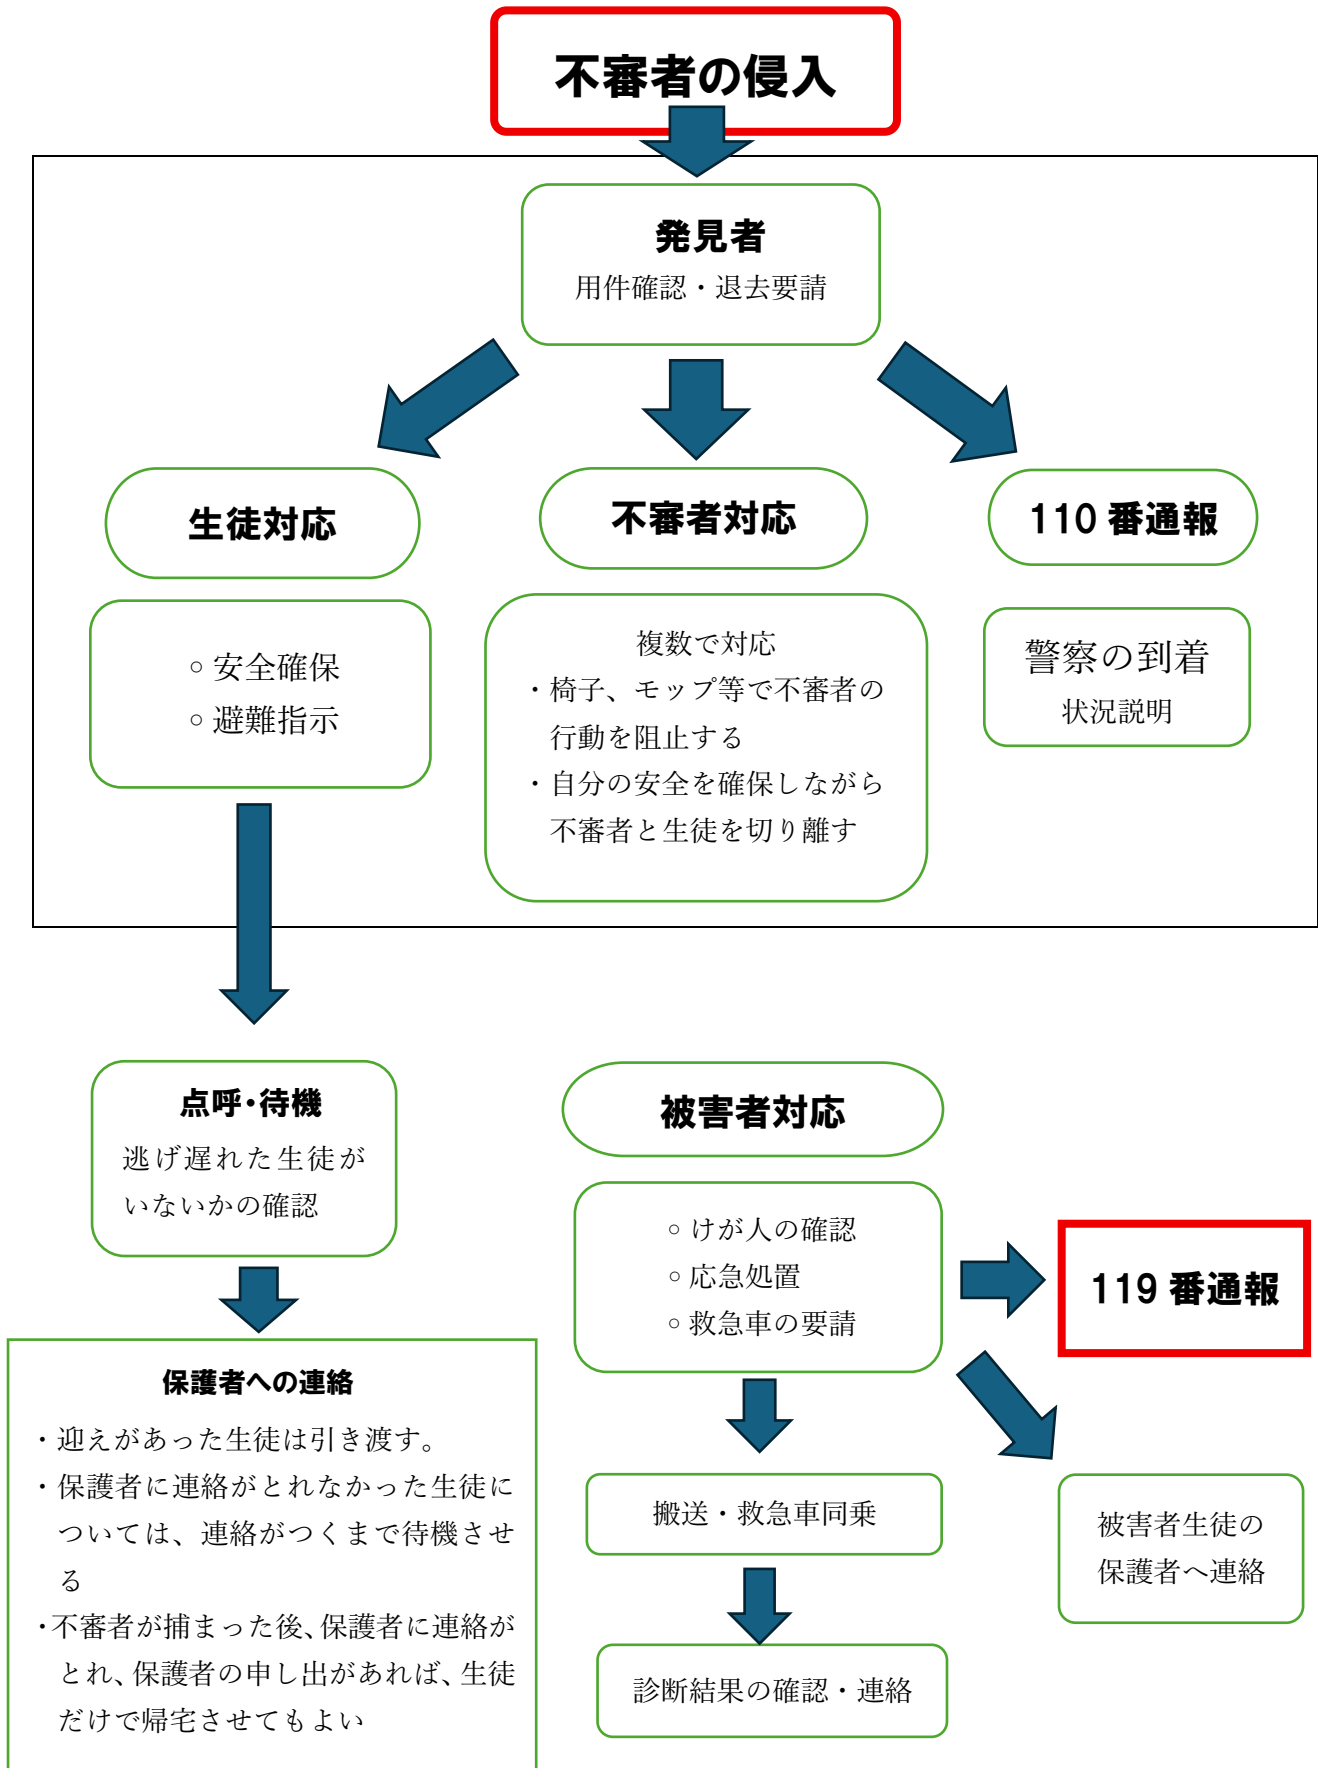 不審者の侵入
発見者
用件確認・退去要請
生徒対応
○ 安全確保
○ 避難指示
不審者対応
複数で対応
・椅子、モップ等で不審者の
行動を阻止する
・自分の安全を確保しながら
不審者と生徒を切り離す
110 番通報
警察の到着
状況説明
点呼・待機
逃げ遅れた生徒が
いないかの確認
保護者への連絡
・迎えがあった生徒は引き渡す。
・保護者に連絡がとれなかった生徒に
ついては、連絡がつくまで待機させ
る
・不審者が捕まった後、保護者に連絡が
とれ、保護者の申し出があれば、生徒
だけで帰宅させてもよい
被害者対応
○ けが人の確認
○ 応急処置
○ 救急車の要請
119 番通報
搬送・救急車同乗
被害者生徒の
保護者へ連絡
診断結果の確認・連絡